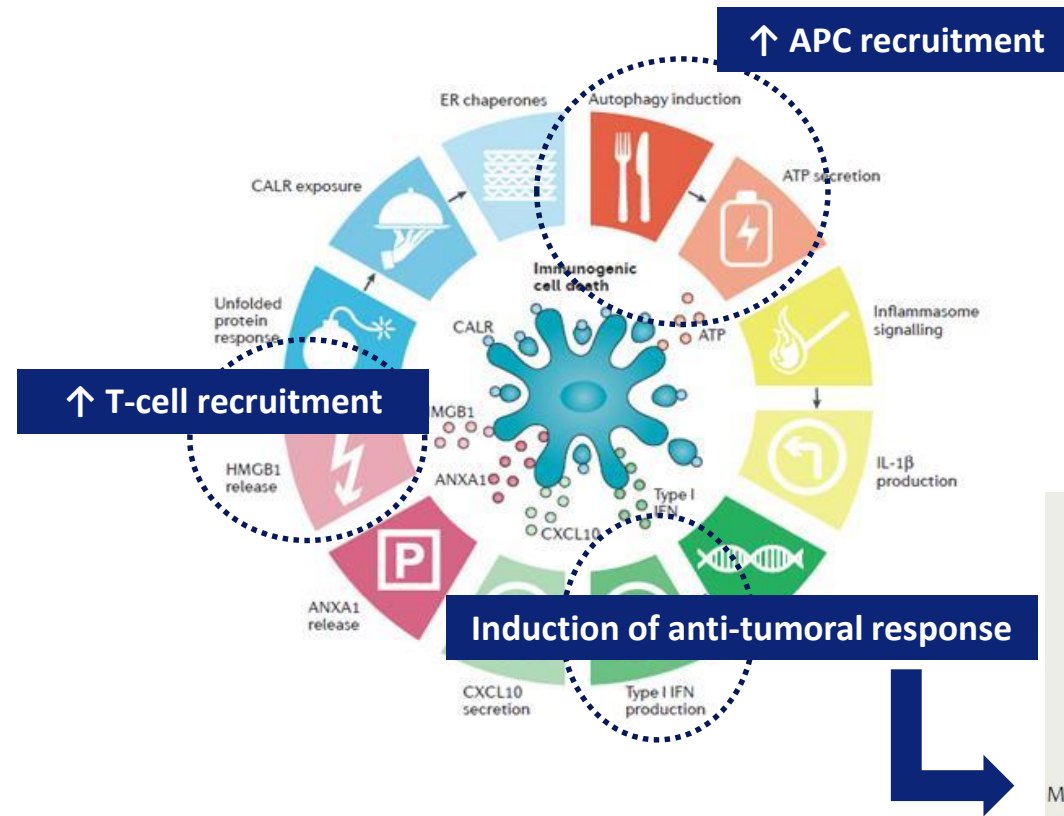 ↑ APC recruitment
ER chaperones
Autophagy induction
CALR exposure
ATP secretion
Immunogenic
cell death
Unfolded
protein
response
CALR
ATP
Inflammasome
signalling
↑ T-cell recruitment
MGB1
HMGB1
release
ANXA1
IL-1β
production
Type I
IFN
CXCL10
P
ANXA1
release
Induction of anti-tumoral response
CXCL10
secretion
Type I IFN
production
M